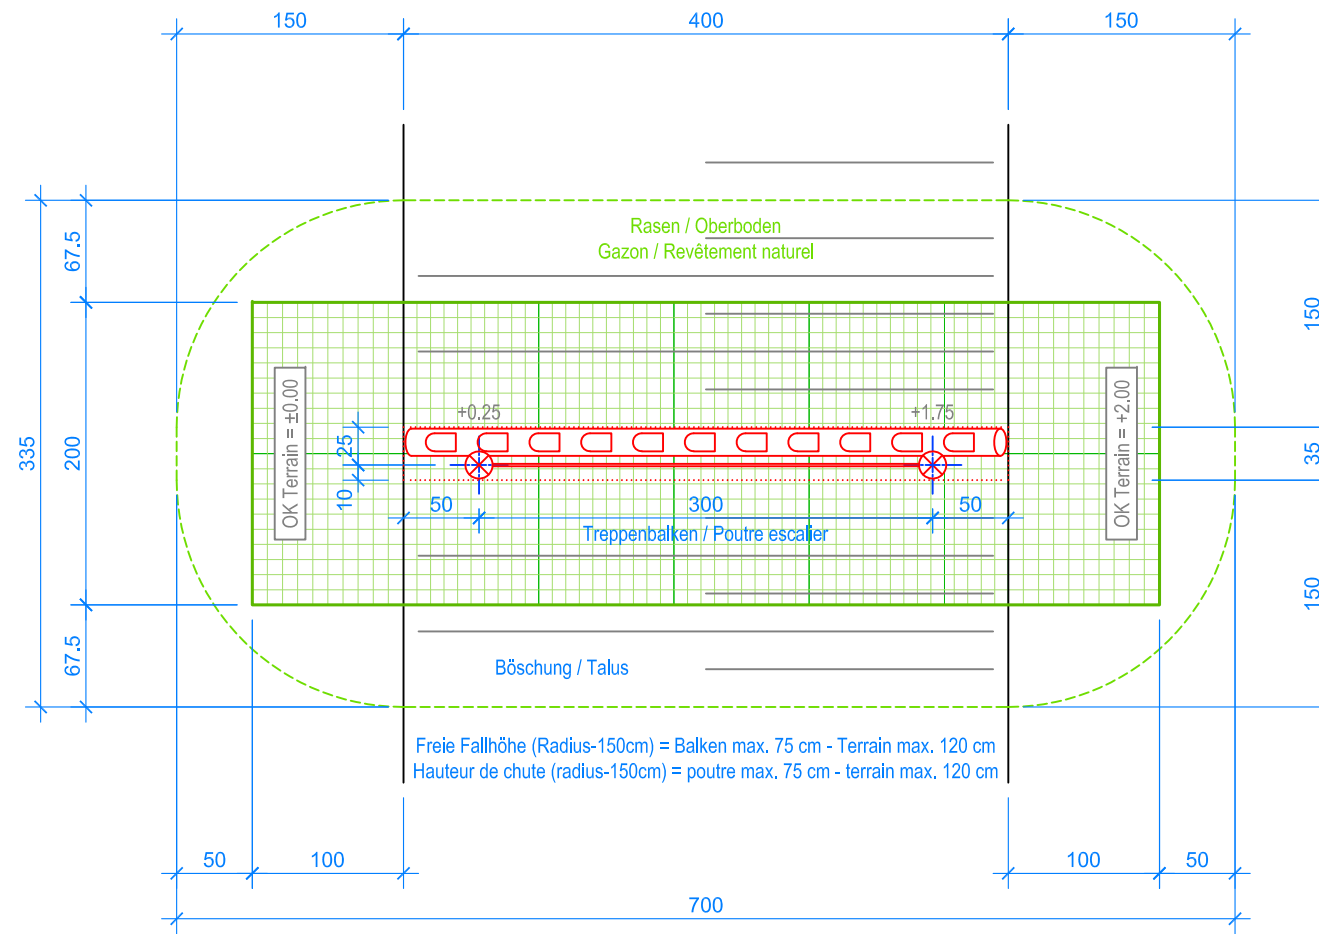 150
400
150
Rasen / Oberboden
Gazon / Revêtement naturel
67.5
150
335
200
OK Terrain = ±0.00
+0.25
+1.75
OK Terrain = +2.00
25
35
10
50
300
50
Treppenbalken / Poutre escalier
150
67.5
Böschung / Talus
Freie Fallhöhe (Radius-150cm) = Balken max. 75 cm - Terrain max. 120 cm
Hauteur de chute (radius-150cm) = poutre max. 75 cm - terrain max. 120 cm
50
100
100
50
700